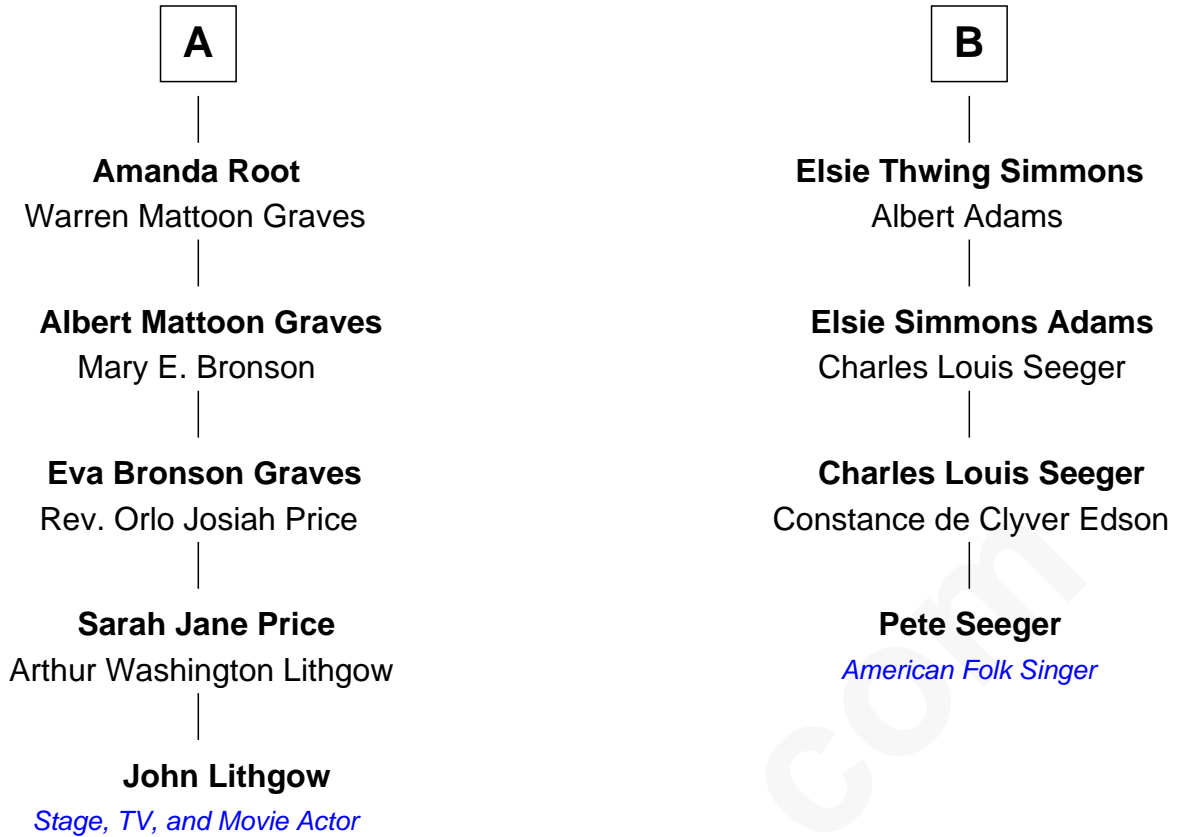 A
Amanda Root
Warren Mattoon Graves
Albert Mattoon Graves
Mary E. Bronson
Eva Bronson Graves
Rev. Orlo Josiah Price
Sarah Jane Price
Arthur Washington Lithgow
John Lithgow
Stage, TV, and Movie Actor
B
Elsie Thwing Simmons
Albert Adams
Elsie Simmons Adams
Charles Louis Seeger
Charles Louis Seeger
Constance de Clyver Edson
Pete Seeger
American Folk Singer
com